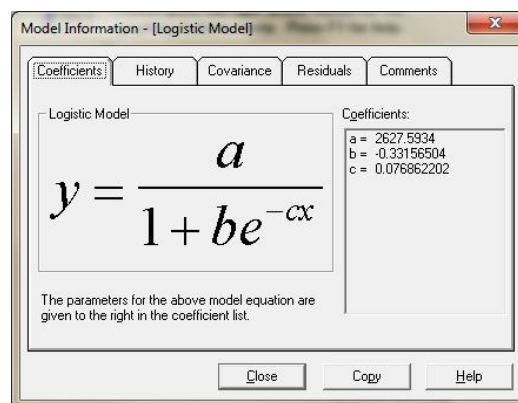 Model Information - [Logistic Model]
Coefficients History Covariance Residuals Comments
Logistic Model
y = a / 1 + be^-cx
Coefficients:
a = 2627.5934
b = -0.33156504
c = 0.076862202
The parameters for the above model equation are
given to the right in the coefficient list.
Close Copy Help